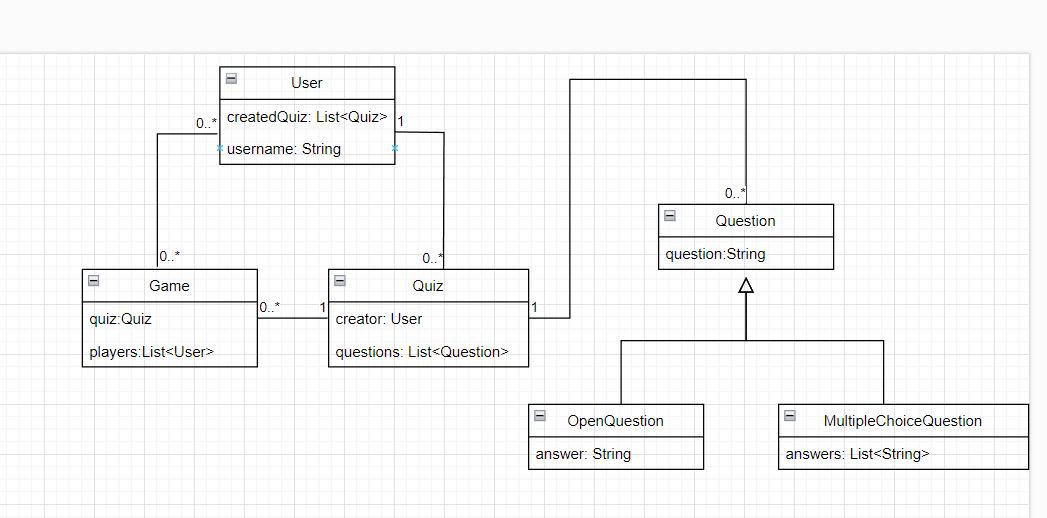 User
0..*
createdQuiz: List<Quiz>
1
username: String
0..*
Question
question:String
0..*
0..*
Game
Quiz
0..*
1
1
quiz:Quiz
creator: User
players:List<User>
questions: List<Question>
OpenQuestion
MultipleChoiceQuestion
answer: String
answers: List<String>